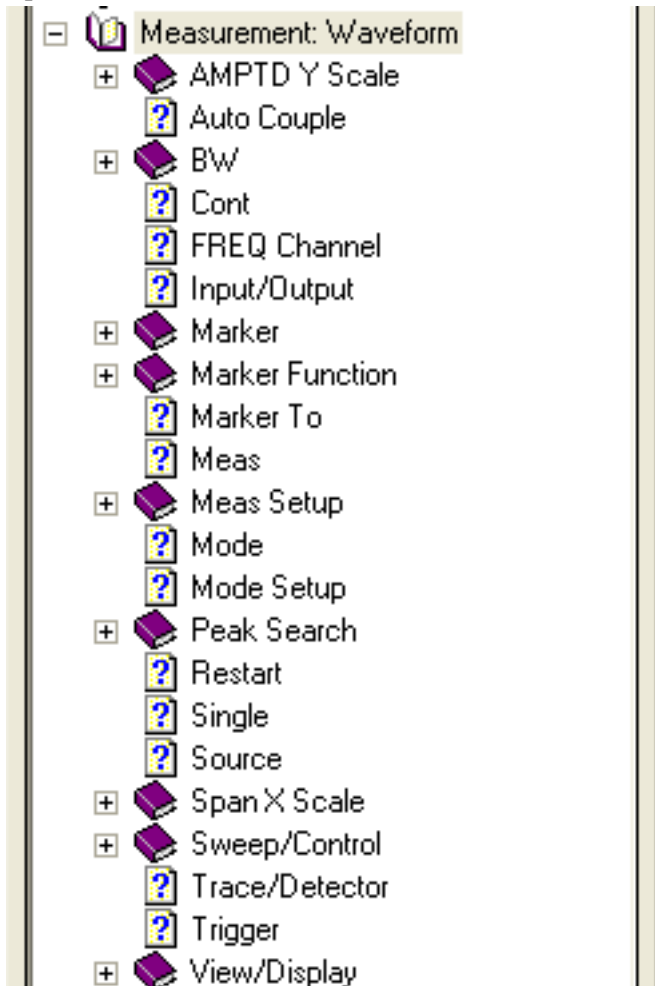 Measurement: Waveform
AMPTD Y Scale
Auto Couple
BW
Cont
FREQ Channel
Input/Output
Marker
Marker Function
Marker To
Meas
Meas Setup
Mode
Mode Setup
Peak Search
Restart
Single
Source
Span X Scale
Sweep/Control
Trace/Detector
Trigger
View/Display